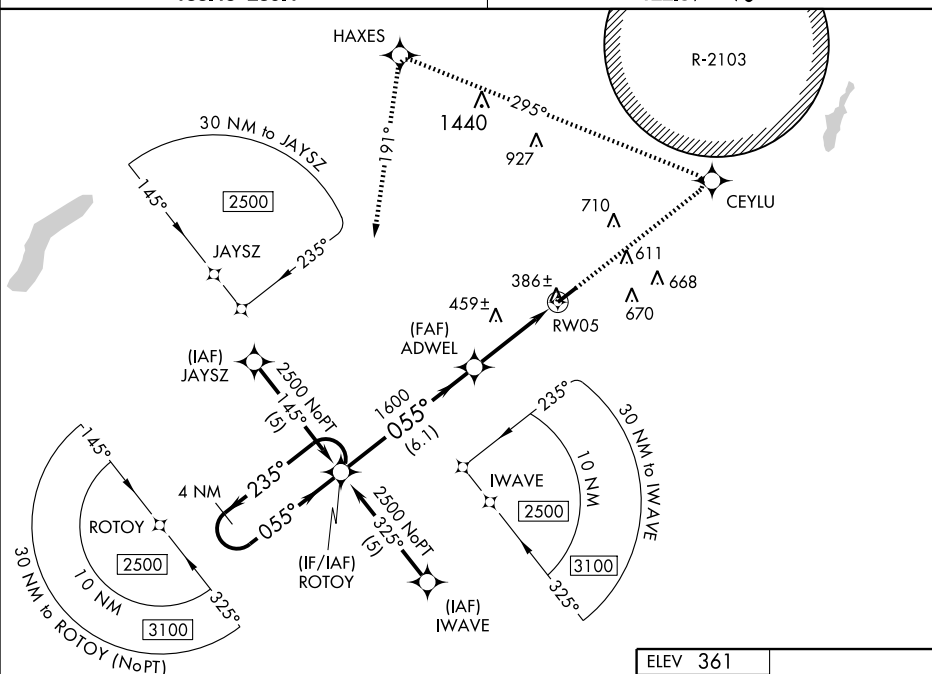 HAXES
R-2103
295°
1440
927
191°
30 NM to JAYSZ
2500
145°
JAYSZ
235°
CEYLU
710
611
668
670
386±
459±
RW05
(FAF)
ADWEL
(IAF)
JAYSZ
2500 NoPT
145°
(5)
1600
055°
(6.1)
235°
4 NM
055°
(IF/IAF)
ROTOY
2500 NoPT
325°
(5)
(IAF)
IWAVE
145°
ROTOY
2500
10 NM
325°
3100
30 NM to ROTOY (NoPT)
235°
IWAVE
10 NM
2500
30 NM to IWAVE
3100
325°
ELEV 361